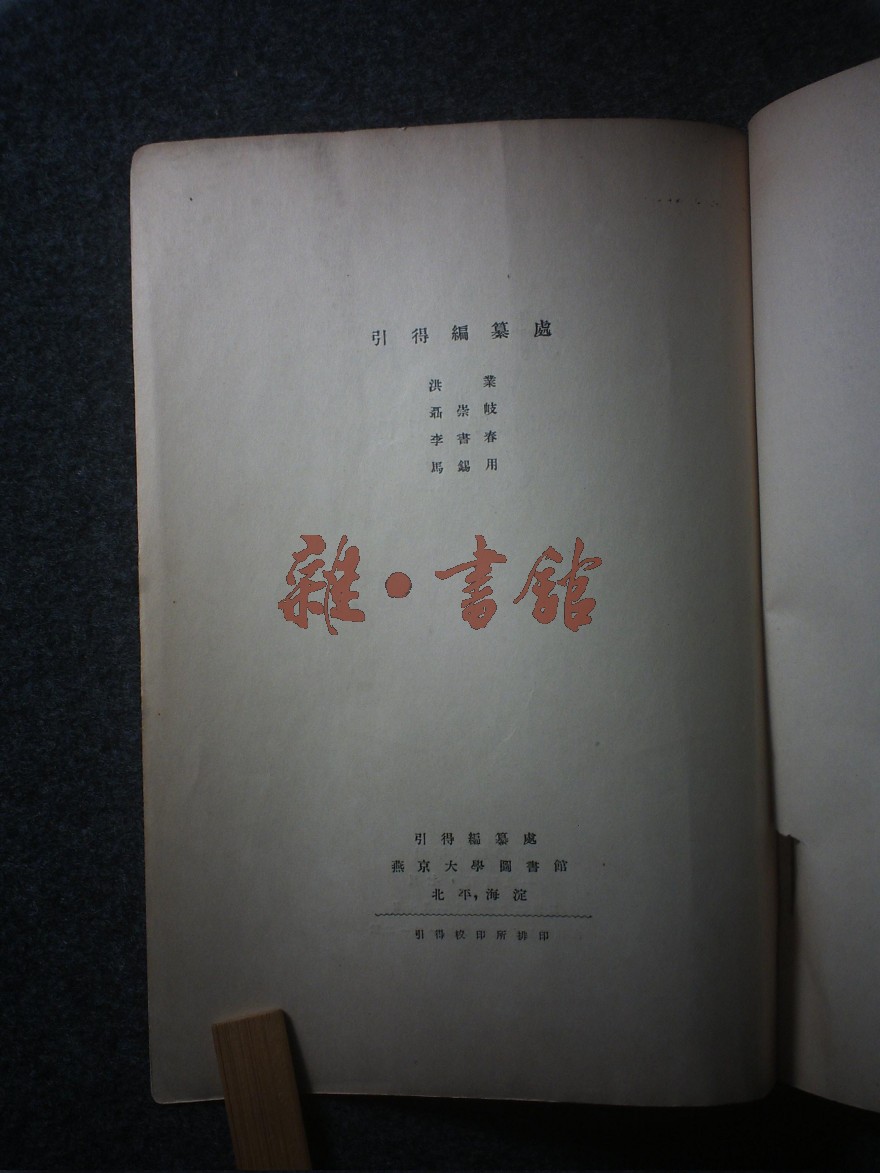 引得編纂處
洪業
聶崇岐
李書春
馬錫用
雜·書館
引得編纂處
燕京大學圖書館
北平，海淀
引得校印所排印